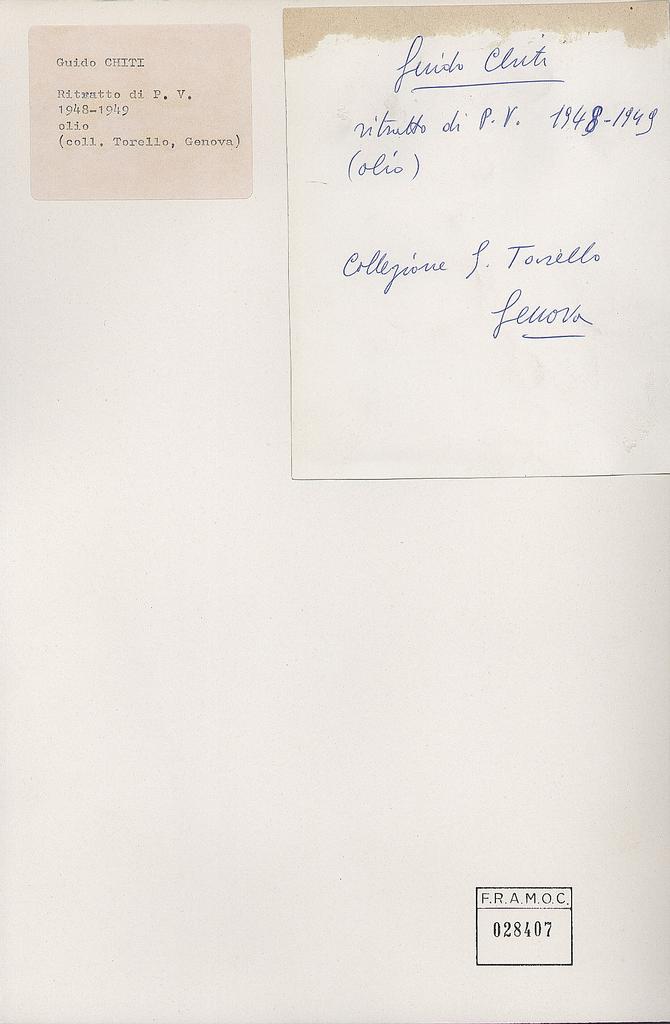 Guido CHITI
Ritratto di P. V.
1948-1949
olio
(coll. Torello, Genova)
Guido Chiti
ritratto di P. V. 1948-1949
(olio)
Collezione G. Torello
Genova
F.R.A.M.O.C.
028407